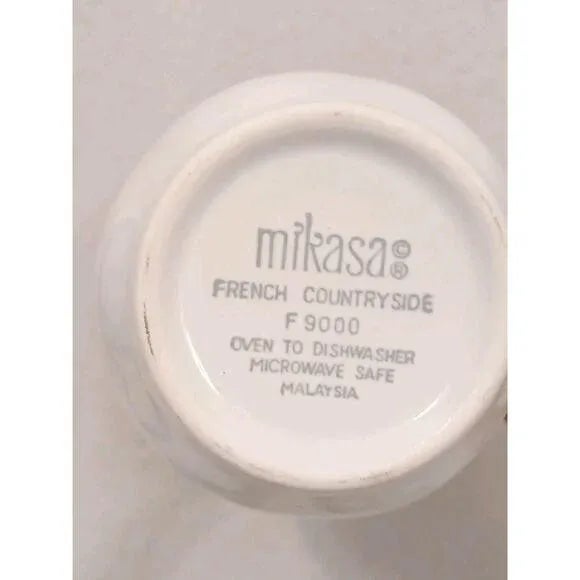 mikasa©®
FRENCH COUNTRYSIDE
F 9000
OVEN TO DISHWASHER
MICROWAVE SAFE
MALAYSIA